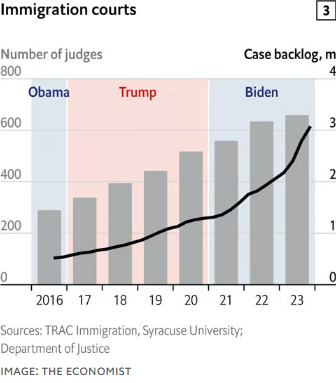 Immigration courts
3
Number of judges
Case backlog, m
800
4
Obama
Trump
Biden
600
3
400
2
200
1
0
0
2016 17 18 19 20 21 22 23
Sources: TRAC Immigration, Syracuse University;
Department of Justice
IMAGE: THE ECONOMIST